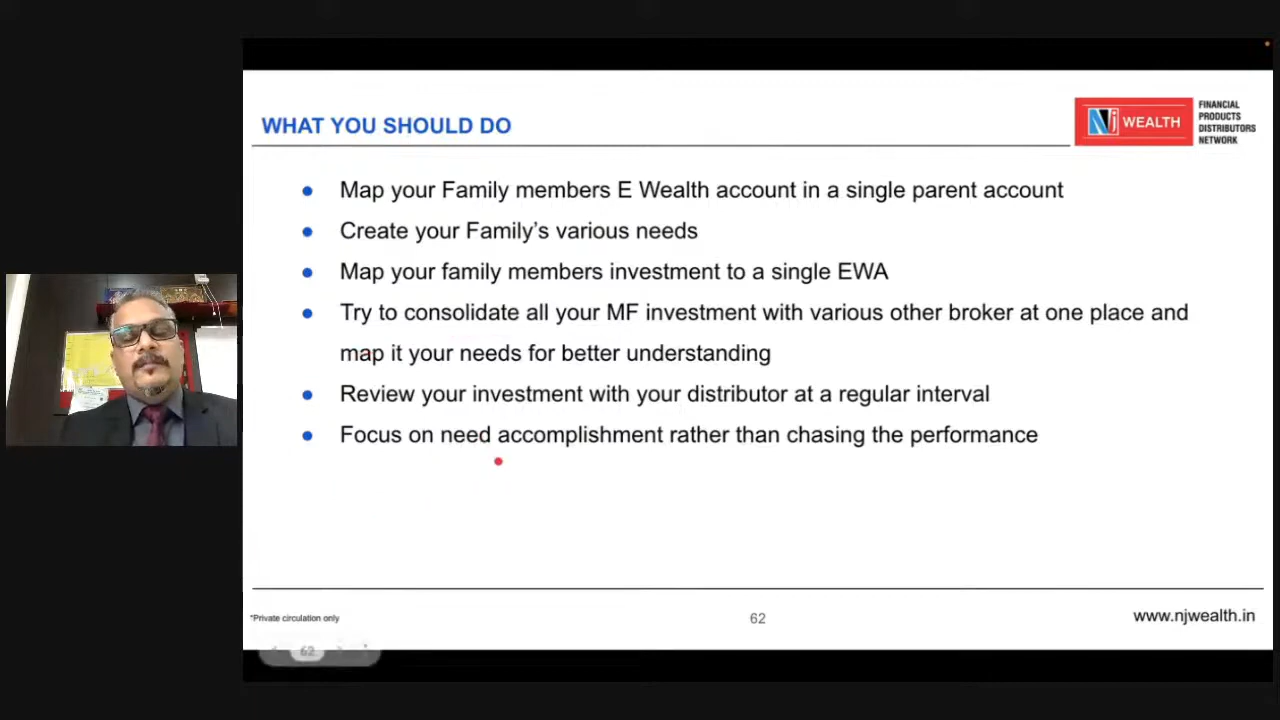 WHAT YOU SHOULD DO
Nj WEALTH
FINANCIAL
PRODUCTS
DISTRIBUTORS
NETWORK
Map your Family members E Wealth account in a single parent account
Create your Family’s various needs
Map your family members investment to a single EWA
Try to consolidate all your MF investment with various other broker at one place and
map it your needs for better understanding
Review your investment with your distributor at a regular interval
Focus on need accomplishment rather than chasing the performance
*Private circulation only
62
www.njwealth.in
62